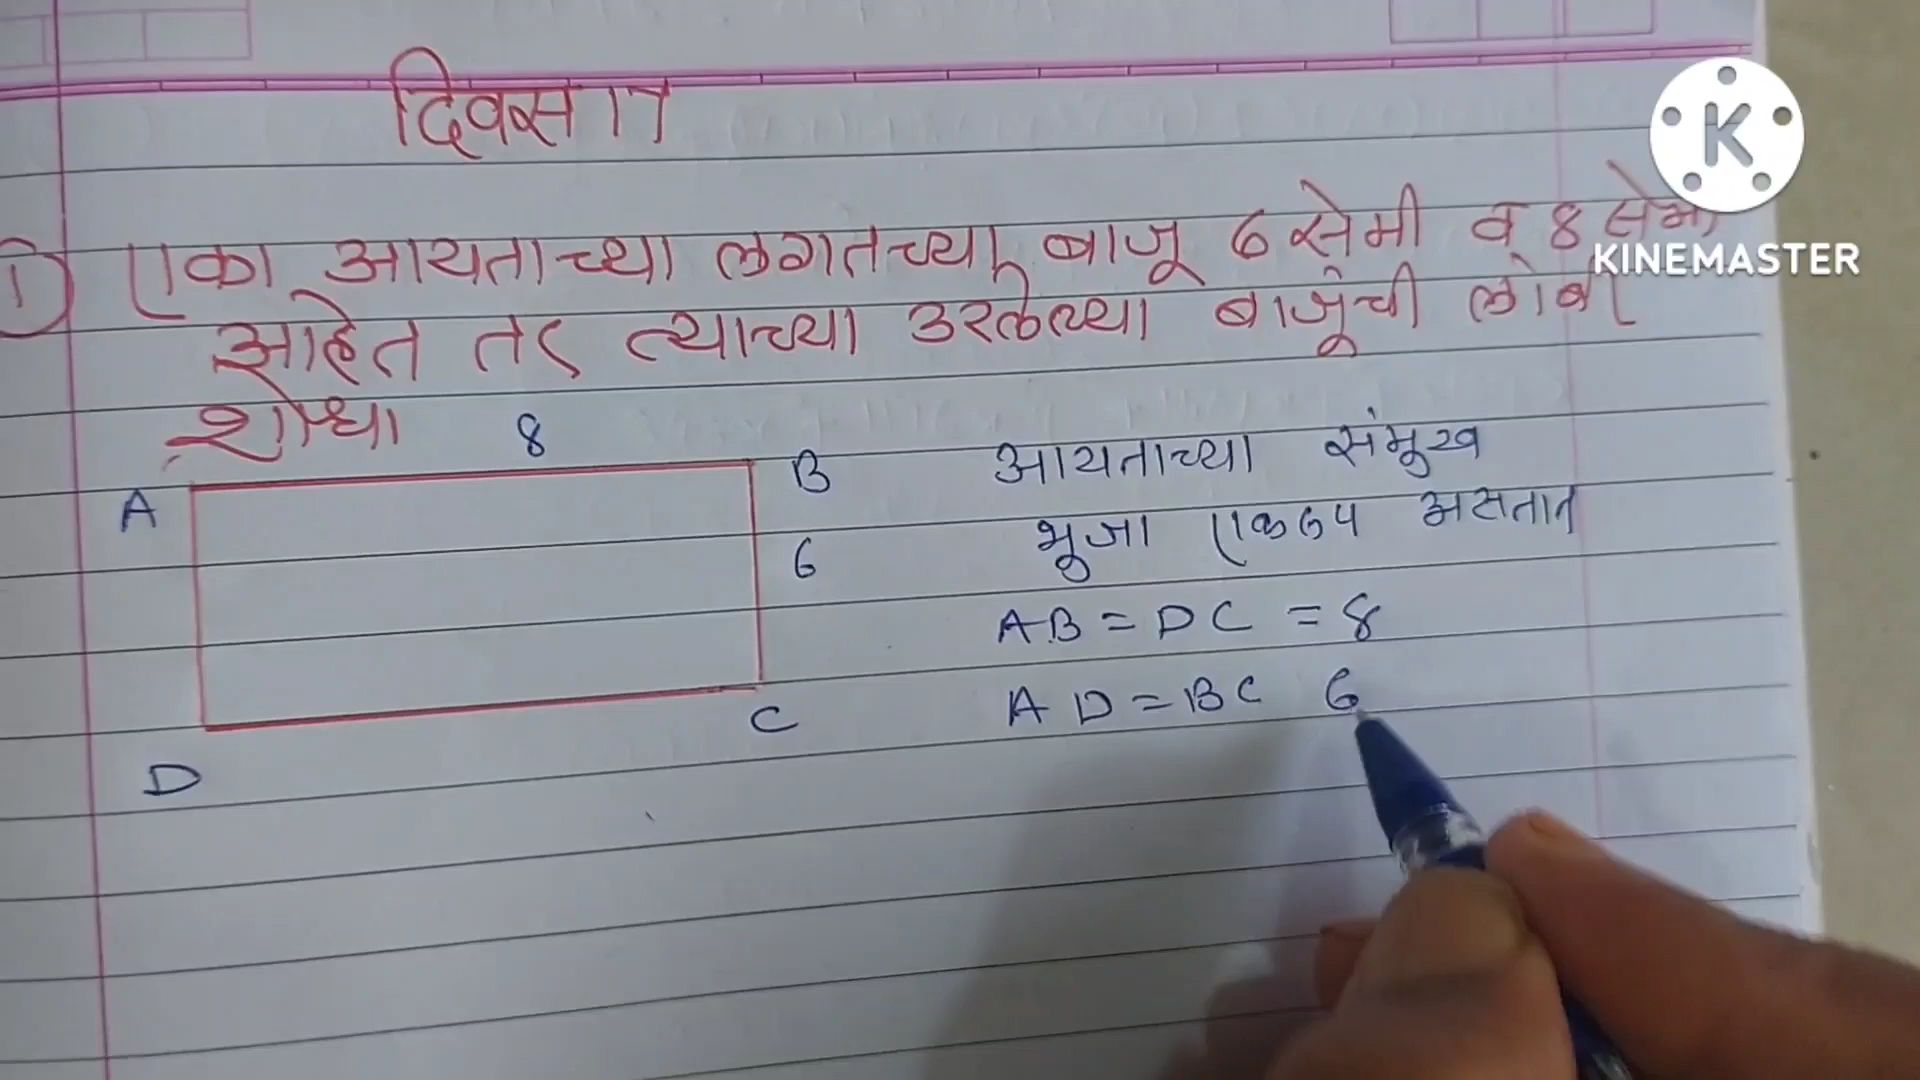 दिवस 17
K
KINEMASTER
1 एका आयताच्या लगतच्या बाजू 6 सेमी व 8 सेमी
आहेत तर त्याच्या उरलेल्या बाजूंची लांबी
शोधा
8
A
B
6
C
D
आयताच्या संमुख
भूजा एकरूप असतात
AB = DC = 8
AD = BC 6